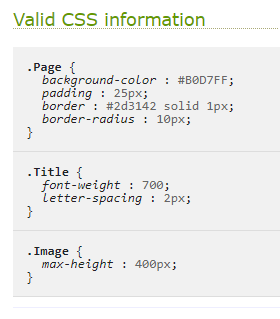 Valid CSS information
.Page {
background-color : #B0D7FF;
padding : 25px;
border : #2d3142 solid 1px;
border-radius : 10px;
}
.Title {
font-weight : 700;
letter-spacing : 2px;
}
.Image {
max-height : 400px;
}